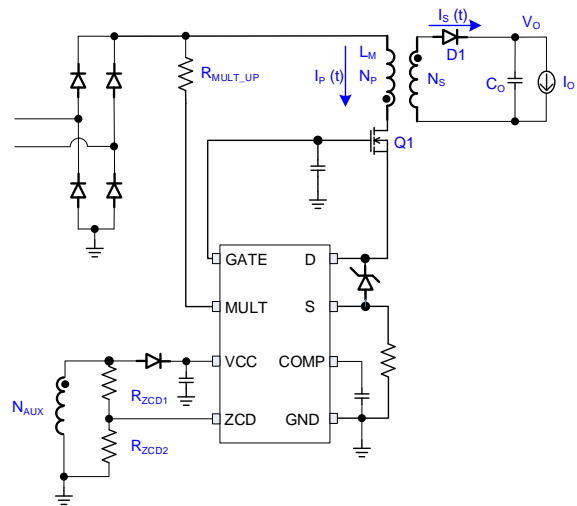 I_S (t)
V_O
D1
L_M
R_MULT_UP
I_P (t)
N_P
N_S
C_O
I_O
Q1
GATE
D
MULT
S
VCC
COMP
R_ZCD1
N_AUX
ZCD
GND
R_ZCD2